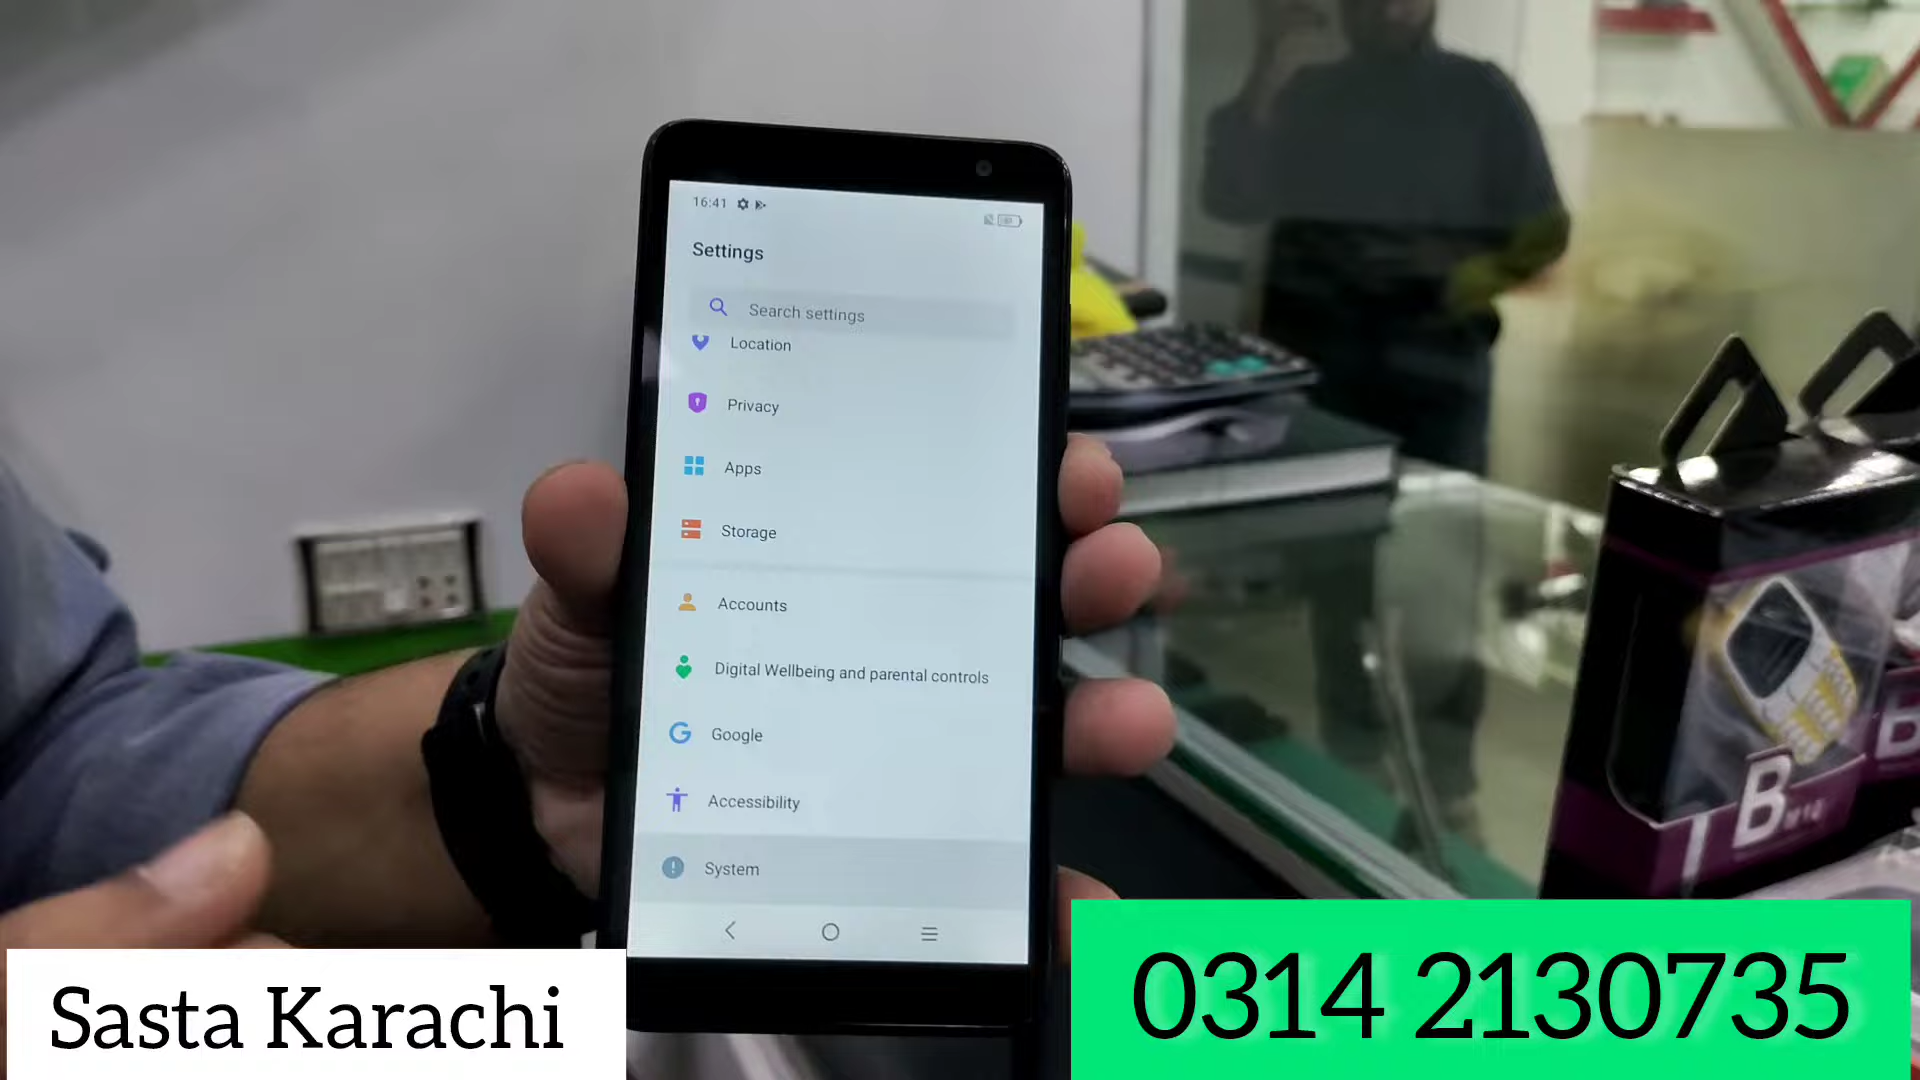 16:41
Settings
Search settings
Location
Privacy
Apps
Storage
Accounts
Digital Wellbeing and parental controls
Google
Accessibility
System
B
Sasta Karachi
0314 2130735